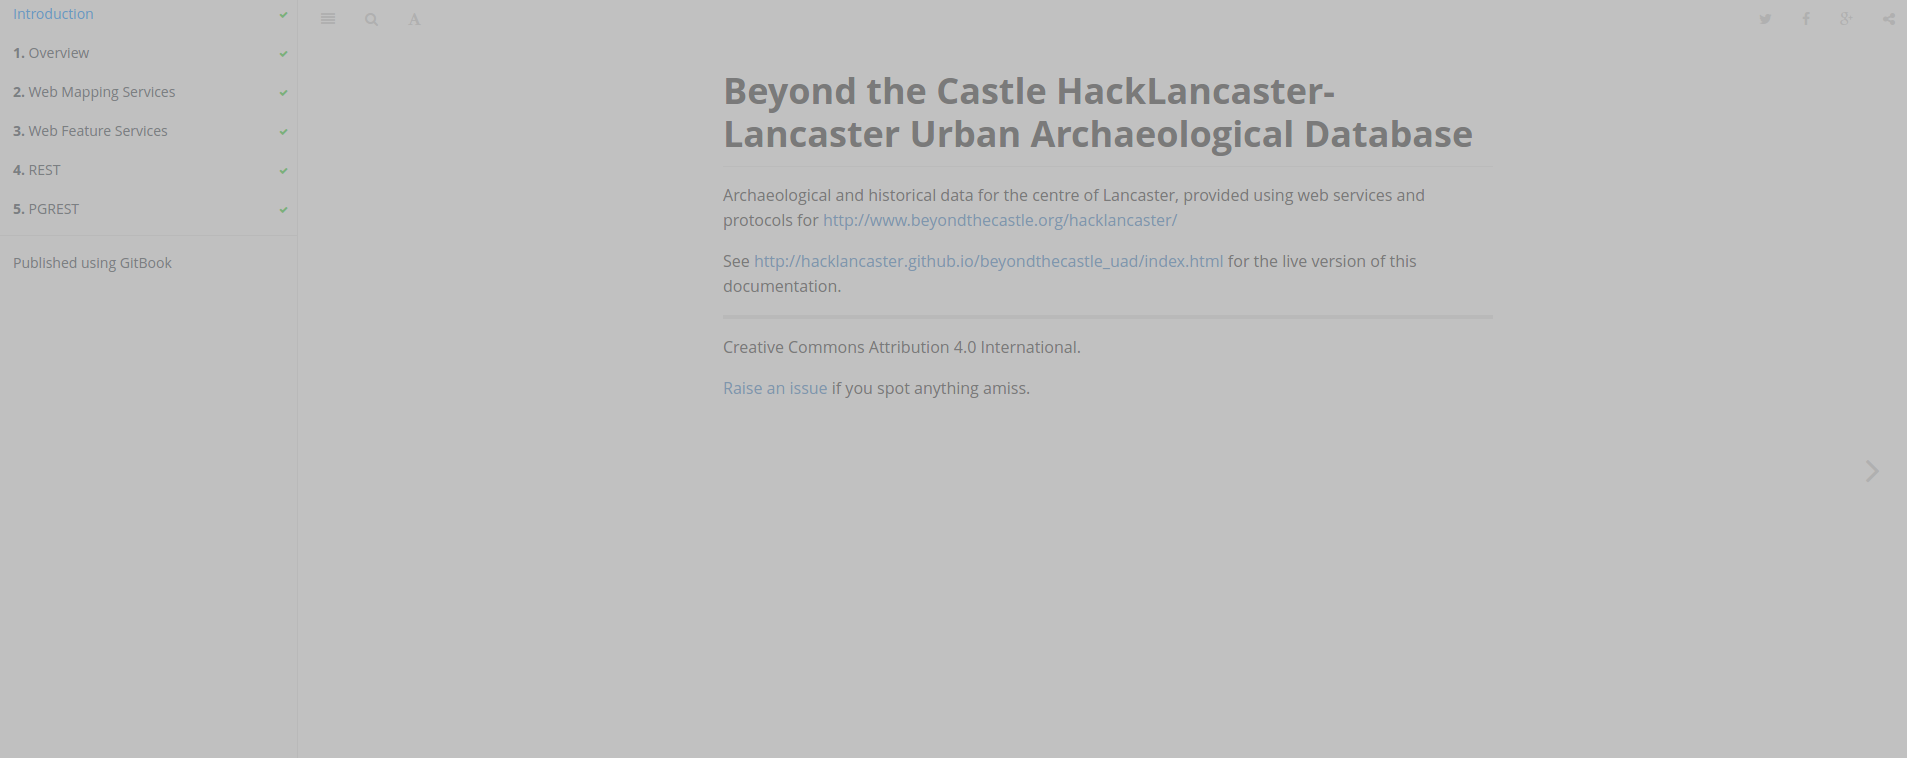 Introduction
1. Overview
2. Web Mapping Services
3. Web Feature Services
4. REST
5. PGREST
Published using GitBook
A
Beyond the Castle HackLancaster-
Lancaster Urban Archaeological Database
Archaeological and historical data for the centre of Lancaster, provided using web services and
protocols for http://www.beyondthecastle.org/hacklancaster/
See http://hacklancaster.github.io/beyondthecastle_uad/index.html for the live version of this
documentation.
Creative Commons Attribution 4.0 International.
Raise an issue if you spot anything amiss.